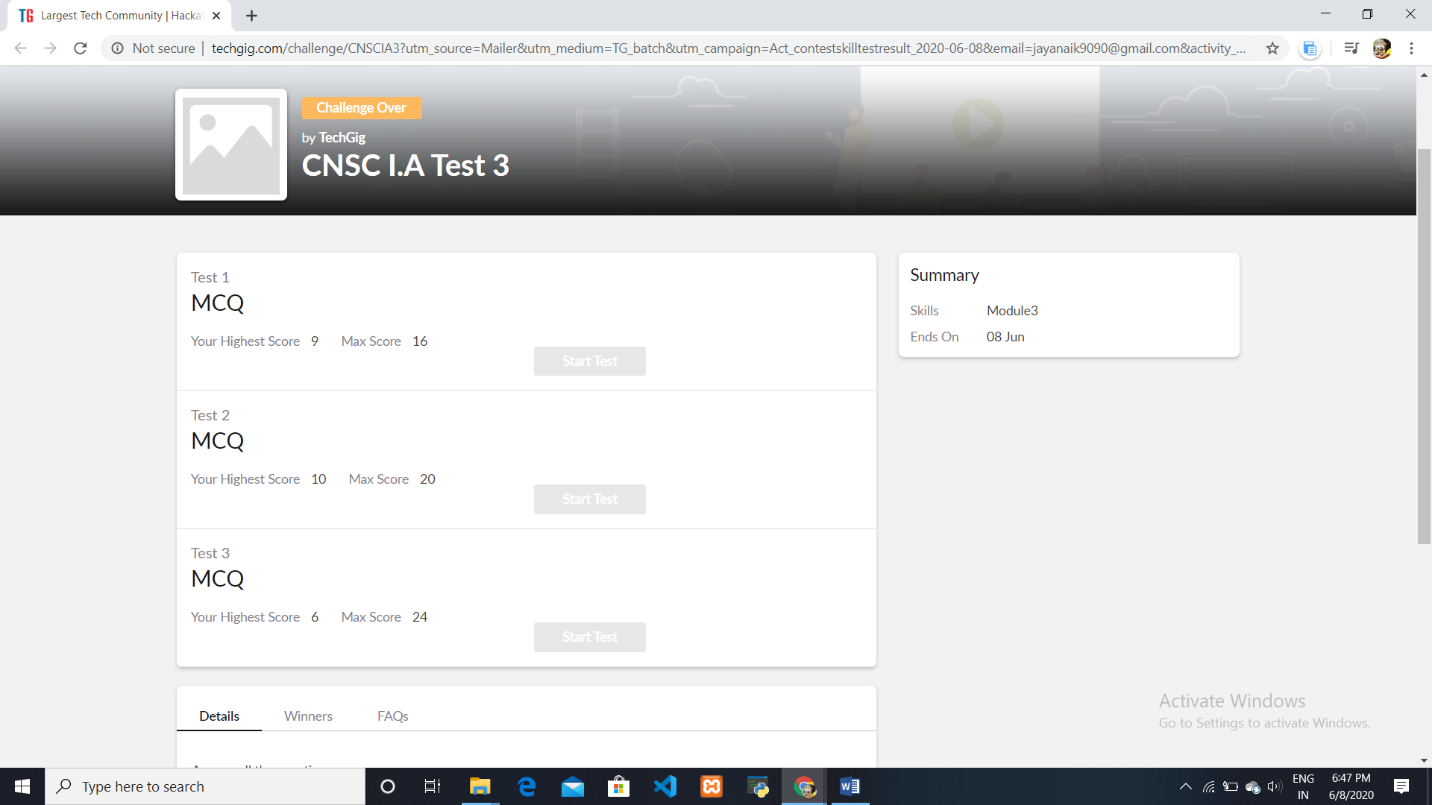 TG Largest Tech Community | Hacka
Not secure | techgig.com/challenge/CNSCIA3?utm_source=Mailer&utm_medium=TG_batch&utm_campaign=Act_contestskilltestresult_2020-06-08&email=jayanaik9090@gmail.com&activity_...
Challenge Over
by TechGig
CNSC I.A Test 3
Test 1
MCQ
Your Highest Score 9 Max Score 16
Start Test
Test 2
MCQ
Your Highest Score 10 Max Score 20
Start Test
Test 3
MCQ
Your Highest Score 6 Max Score 24
Start Test
Summary
Skills Module3
Ends On 08 Jun
Details Winners FAQs
Activate Windows
Go to Settings to activate Windows.
Type here to search
ENG
IN
6:47 PM
6/8/2020